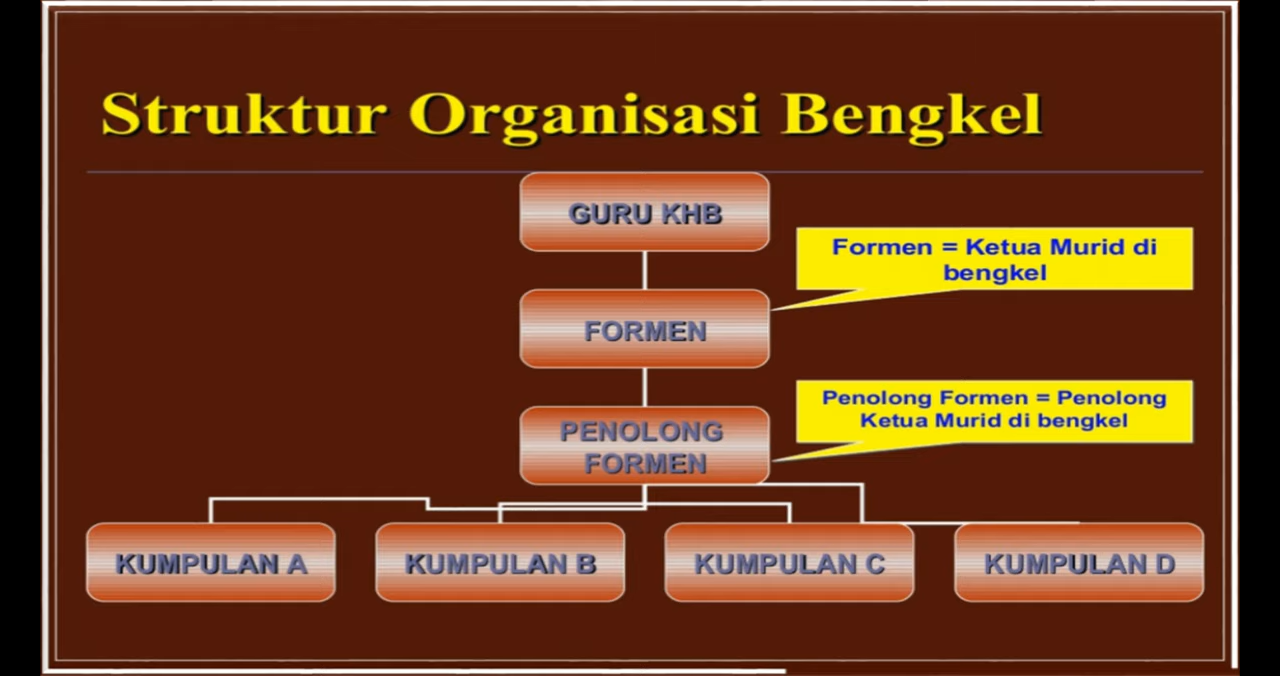 Struktur Organisasi Bengkel
GURU KHB
Formen = Ketua Murid di
bengkel
FORMEN
Penolong Formen = Penolong
Ketua Murid di bengkel
PENOLONG
FORMEN
KUMPULAN A
KUMPULAN B
KUMPULAN C
KUMPULAN D